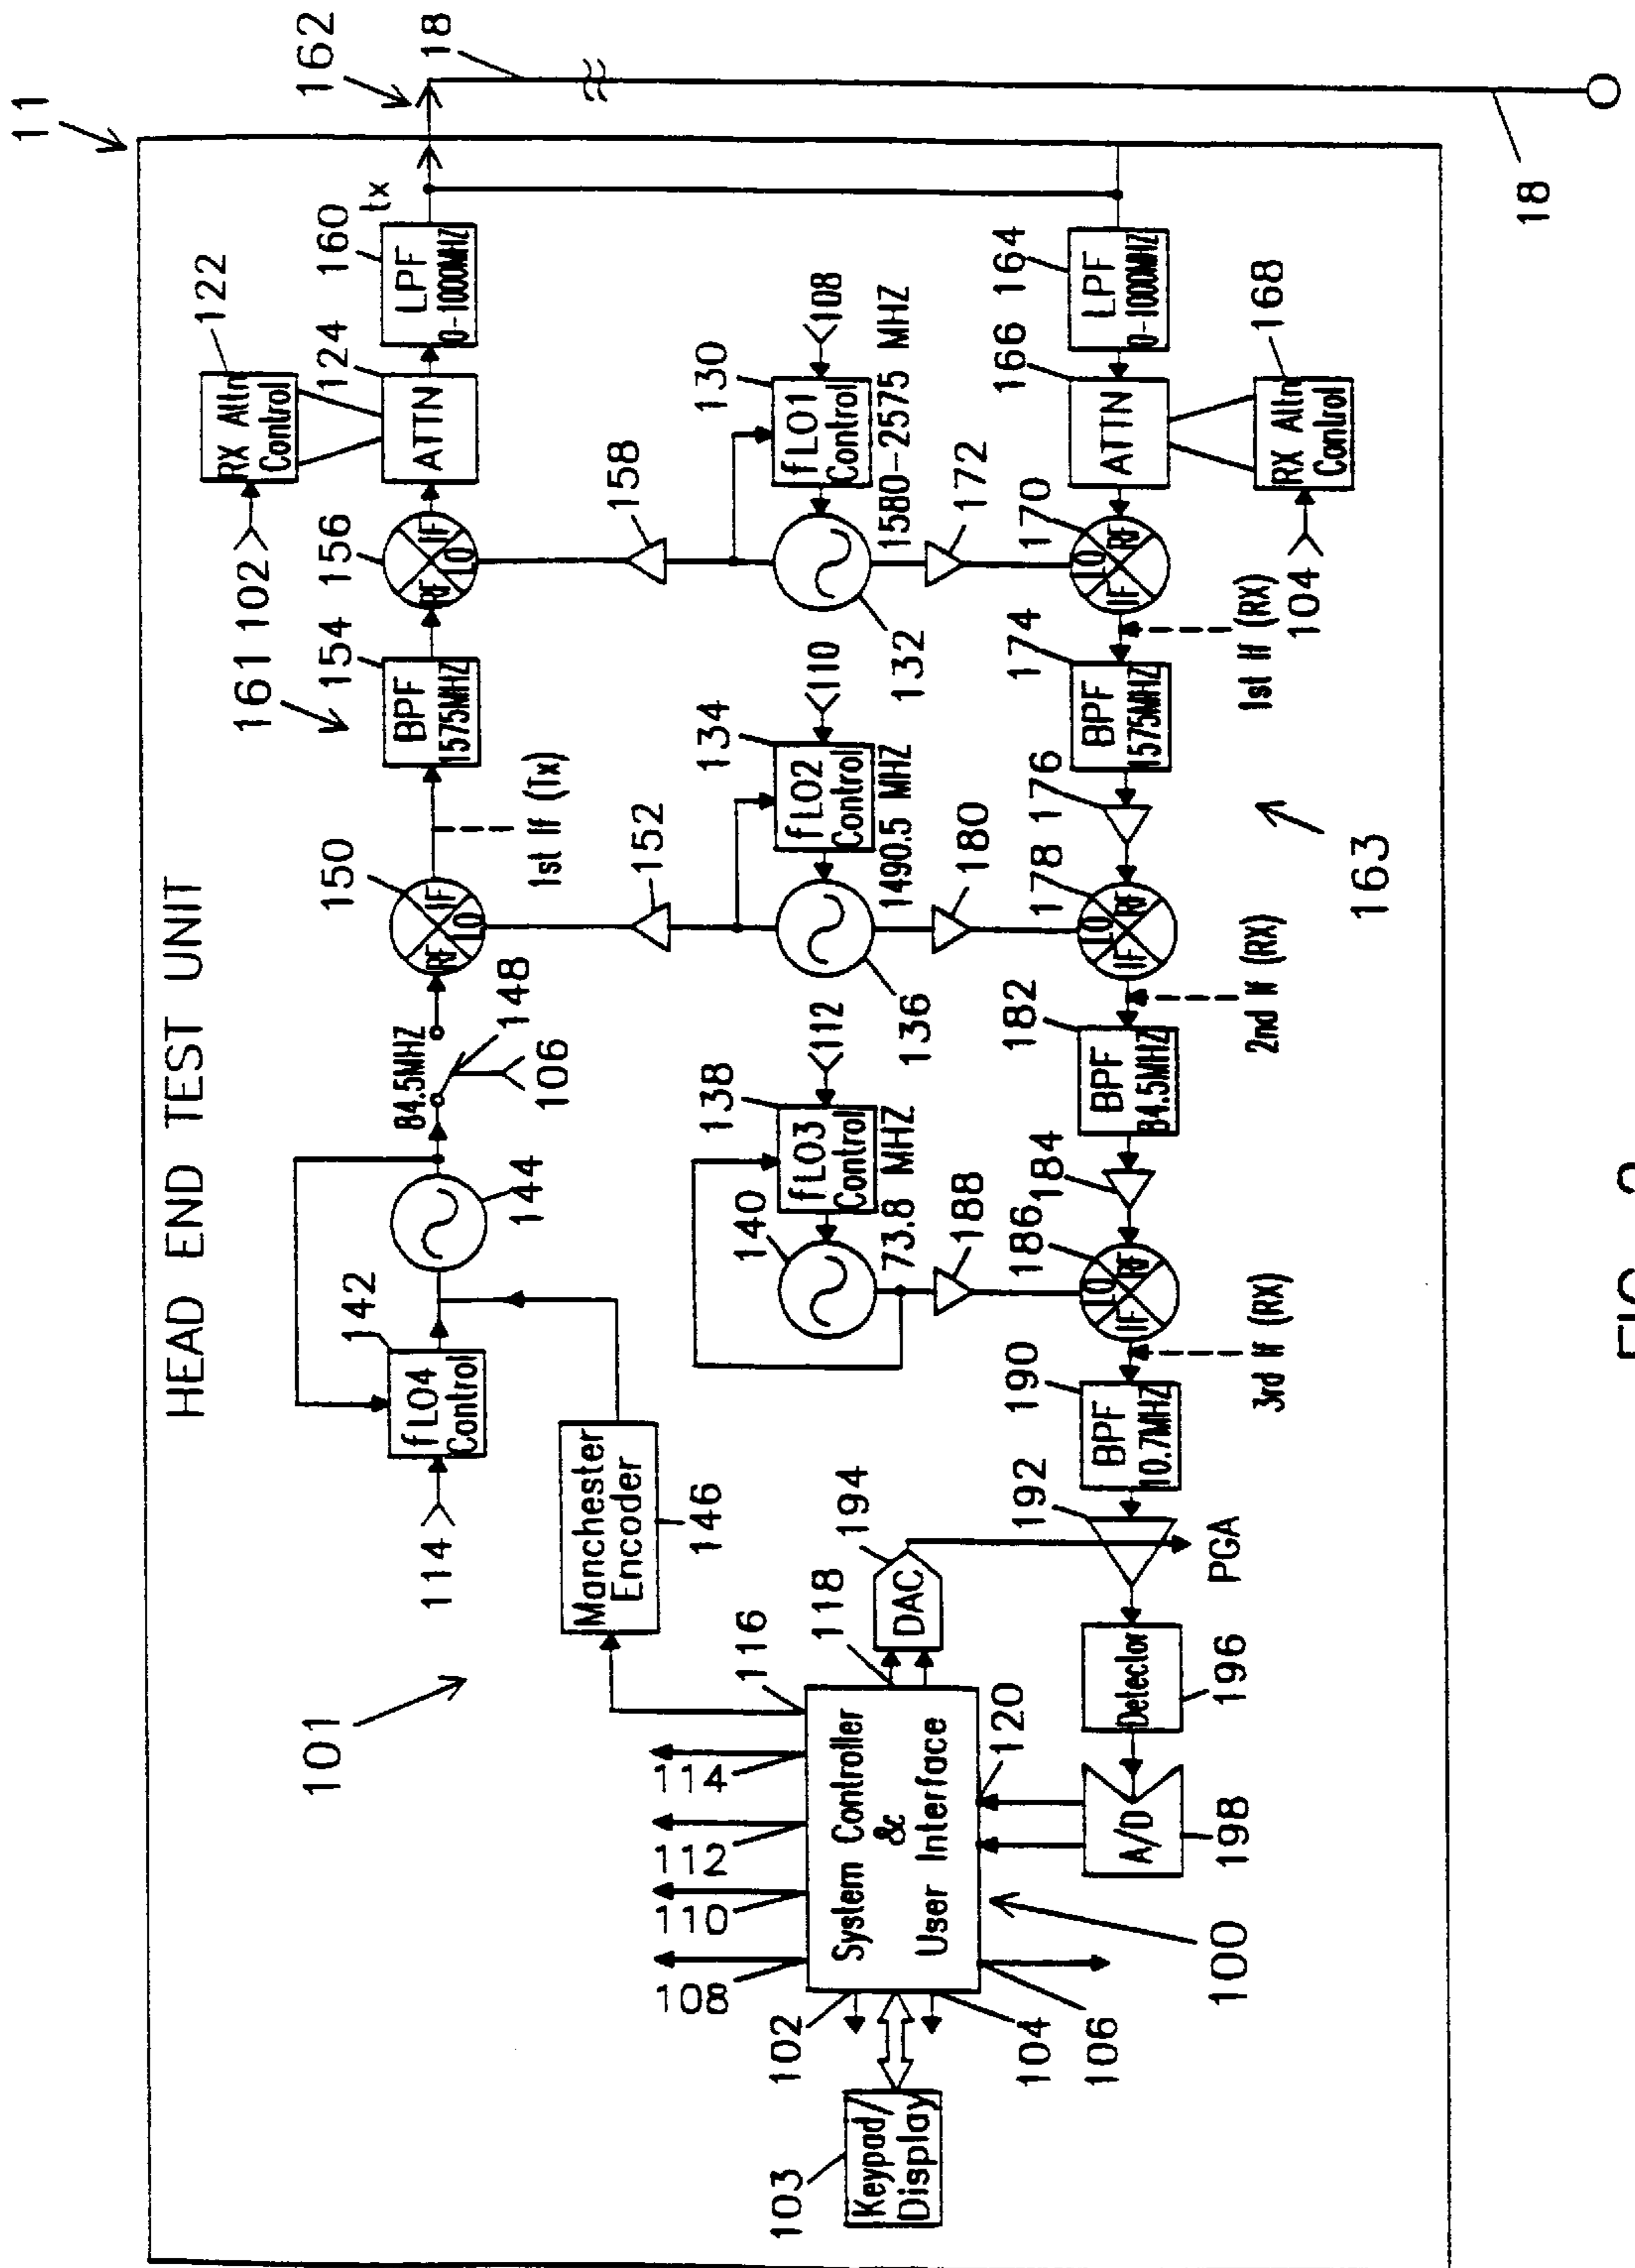 11
HEAD END TEST UNIT
162
18
161
102
122
RX Attn
Control
101
114
142
fLO4
Control
144
84.5MHZ
148
106
150
RF
IF
LO
1st If (Tx)
154
BPF
1575MHZ
156
RF
IF
LO
124
ATTN
160
tx
LPF
0-1000MHZ
Manchester
Encoder
146
152
158
138
112
fLO3
Control
140
73.8 MHZ
188
134
110
fLO2
Control
136
1490.5 MHZ
180
130
108
fLO1
Control
132
1580-2575 MHZ
172
108
110
112
114
116
118
DAC
194
103
Keypad/
Display
102
104
106
System Controller
&
User Interface
100
120
A/D
198
Detector
196
192
PGA
190
BPF
10.7MHZ
3rd If (RX)
186
LO
IF
RF
184
182
BPF
84.5MHZ
2nd If (RX)
178
LO
IF
RF
176
174
BPF
1575MHZ
1st If (RX)
170
LO
IF
RF
166
ATTN
164
LPF
0-1000MHZ
104
RX Attn
Control
168
163
18